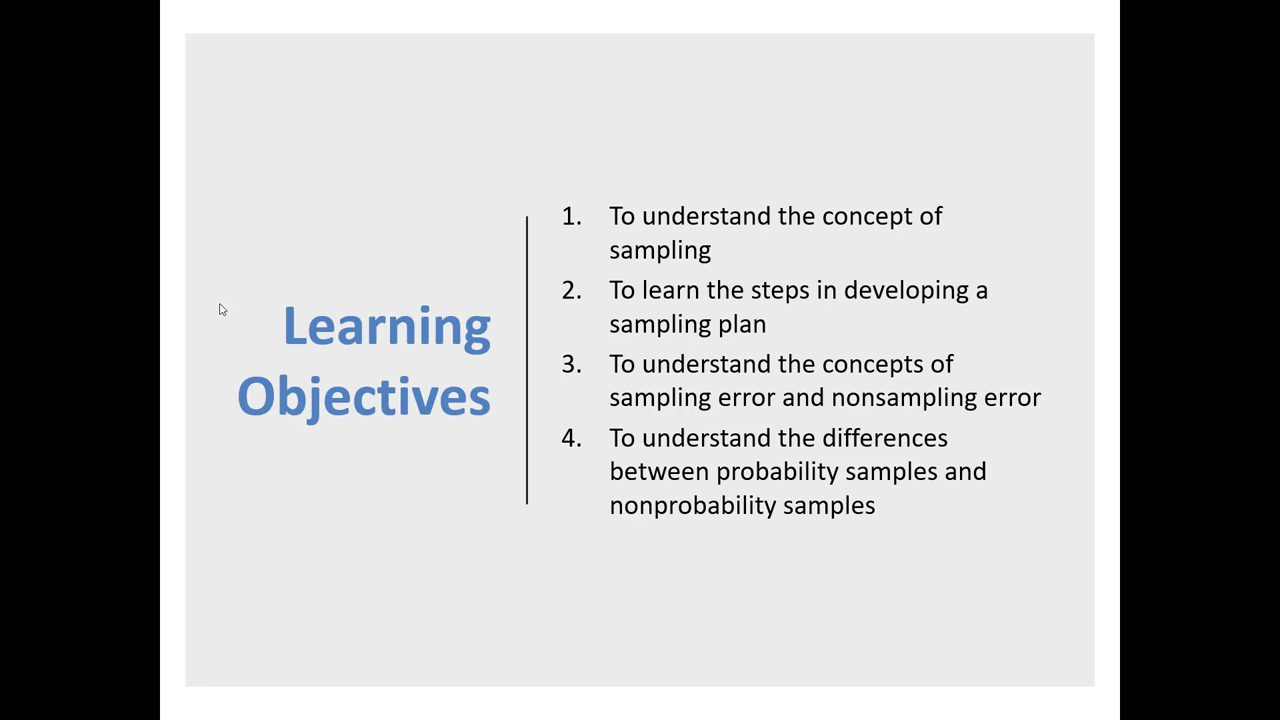 Learning
Objectives
1. To understand the concept of
sampling
2. To learn the steps in developing a
sampling plan
3. To understand the concepts of
sampling error and nonsampling error
4. To understand the differences
between probability samples and
nonprobability samples